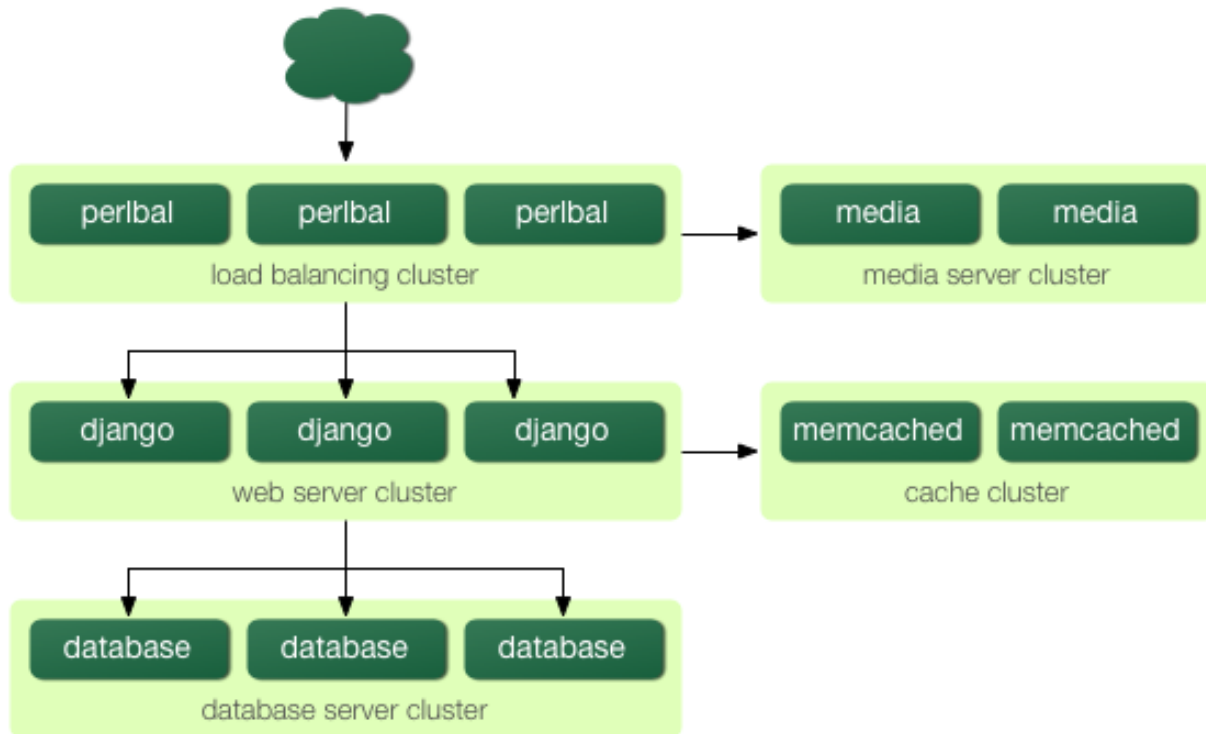 perlbal perlbal perlbal
load balancing cluster
media media
media server cluster
django django django
web server cluster
memcached memcached
cache cluster
database database database
database server cluster